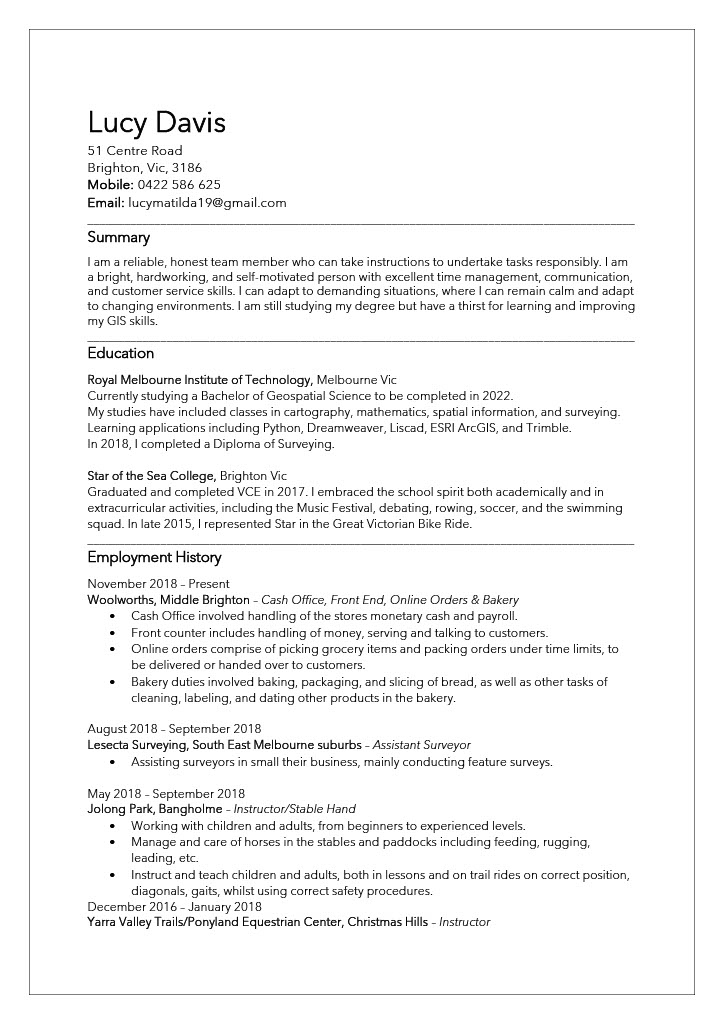 Lucy Davis
51 Centre Road
Brighton, Vic, 3186
Mobile: 0422 586 625
Email: lucymatilda19@gmail.com
Summary
I am a reliable, honest team member who can take instructions to undertake tasks responsibly. I am
a bright, hardworking, and self-motivated person with excellent time management, communication,
and customer service skills. I can adapt to demanding situations, where I can remain calm and adapt
to changing environments. I am still studying my degree but have a thirst for learning and improving
my GIS skills.
Education
Royal Melbourne Institute of Technology, Melbourne Vic
Currently studying a Bachelor of Geospatial Science to be completed in 2022.
My studies have included classes in cartography, mathematics, spatial information, and surveying.
Learning applications including Python, Dreamweaver, Liscad, ESRI ArcGIS, and Trimble.
In 2018, I completed a Diploma of Surveying.
Star of the Sea College, Brighton Vic
Graduated and completed VCE in 2017. I embraced the school spirit both academically and in
extracurricular activities, including the Music Festival, debating, rowing, soccer, and the swimming
squad. In late 2015, I represented Star in the Great Victorian Bike Ride.
Employment History
November 2018 – Present
Woolworths, Middle Brighton – Cash Office, Front End, Online Orders & Bakery
• Cash Office involved handling of the stores monetary cash and payroll.
• Front counter includes handling of money, serving and talking to customers.
• Online orders comprise of picking grocery items and packing orders under time limits, to
be delivered or handed over to customers.
• Bakery duties involved baking, packaging, and slicing of bread, as well as other tasks of
cleaning, labeling, and dating other products in the bakery.
August 2018 – September 2018
Lesecta Surveying, South East Melbourne suburbs – Assistant Surveyor
• Assisting surveyors in small their business, mainly conducting feature surveys.
May 2018 – September 2018
Jolong Park, Bangholme – Instructor/Stable Hand
• Working with children and adults, from beginners to experienced levels.
• Manage and care of horses in the stables and paddocks including feeding, rugging,
leading, etc.
• Instruct and teach children and adults, both in lessons and on trail rides on correct position,
diagonals, gaits, whilst using correct safety procedures.
December 2016 – January 2018
Yarra Valley Trails/Ponyland Equestrian Center, Christmas Hills – Instructor